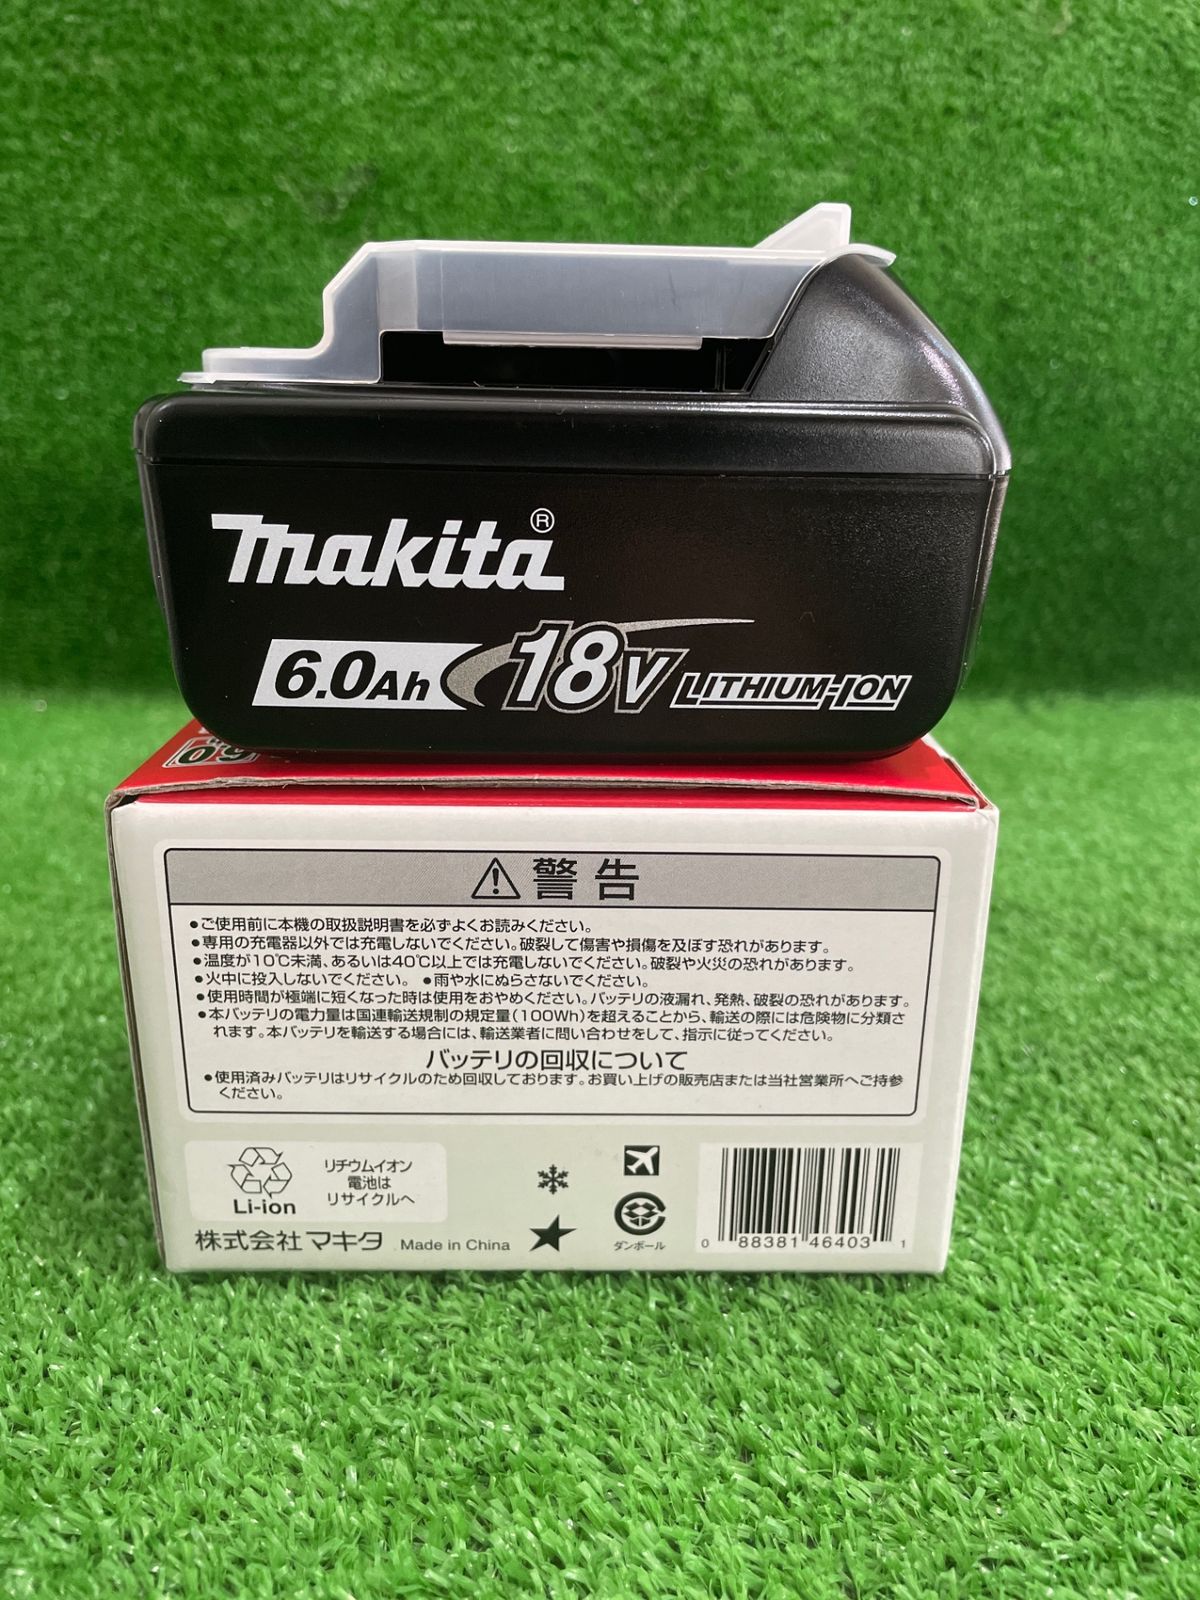 makita®
6.0Ah 18V LITHIUM-ION
6.0
警告
●ご使用前に本機の取扱説明書を必ずよくお読みください。
●専用の充電器以外では充電しないでください。破裂して傷害や損傷を及ぼす恐れがあります。
●温度が10℃未満、あるいは40℃以上では充電しないでください。破裂や火災の恐れがあります。
●火中に投入しないでください。 ●雨や水にぬらさないでください。
●使用時間が極端に短くなった時は使用をおやめください。バッテリの液漏れ、発熱、破裂の恐れがあります。
●本バッテリの電力量は国連輸送規制の規定量(100Wh)を超えることから、輸送の際には危険物に分類さ
れます。本バッテリを輸送する場合には、輸送業者に問い合わせをして、指示に従ってください。
バッテリの回収について
●使用済みバッテリはリサイクルのため回収しております。お買い上げの販売店または当社営業所へご持参
ください。
Li-ion
リチウムイオン
電池は
リサイクルへ
株式会社マキタ Made in China
ダンボール
0 88381 46403 1